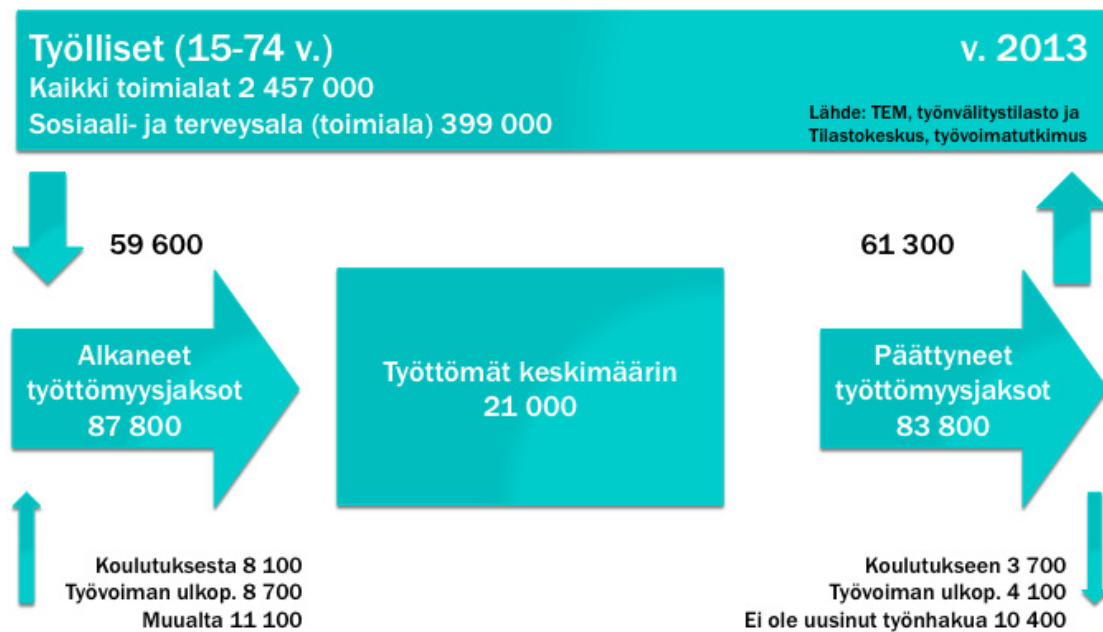 Työlliset (15-74 v.)
v. 2013
Kaikki toimialat 2 457 000
Sosiaali- ja terveysala (toimiala) 399 000
Lähde: TEM, työnvälitystilasto ja
Tilastokeskus, työvoimatutkimus
59 600
61 300
Alkaneet
työttömyysjaksot
87 800
Työttömät keskimäärin
21 000
Päättyneet
työttömyysjaksot
83 800
Koulutuksesta 8 100
Työvoiman ulkop. 8 700
Muualta 11 100
Koulutukseen 3 700
Työvoiman ulkop. 4 100
Ei ole uusinut työnhakua 10 400